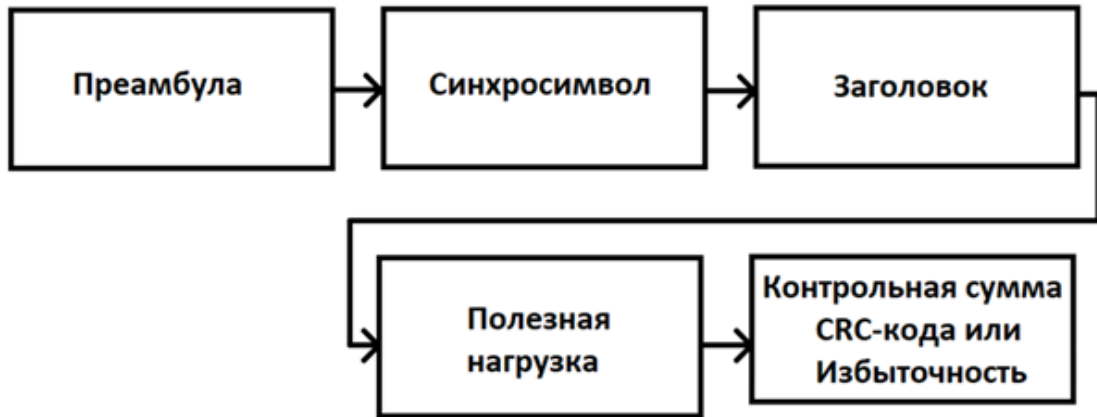 Преамбула
Синхросимвол
Заголовок
Полезная
нагрузка
Контрольная сумма
CRC-кода или
Избыточность